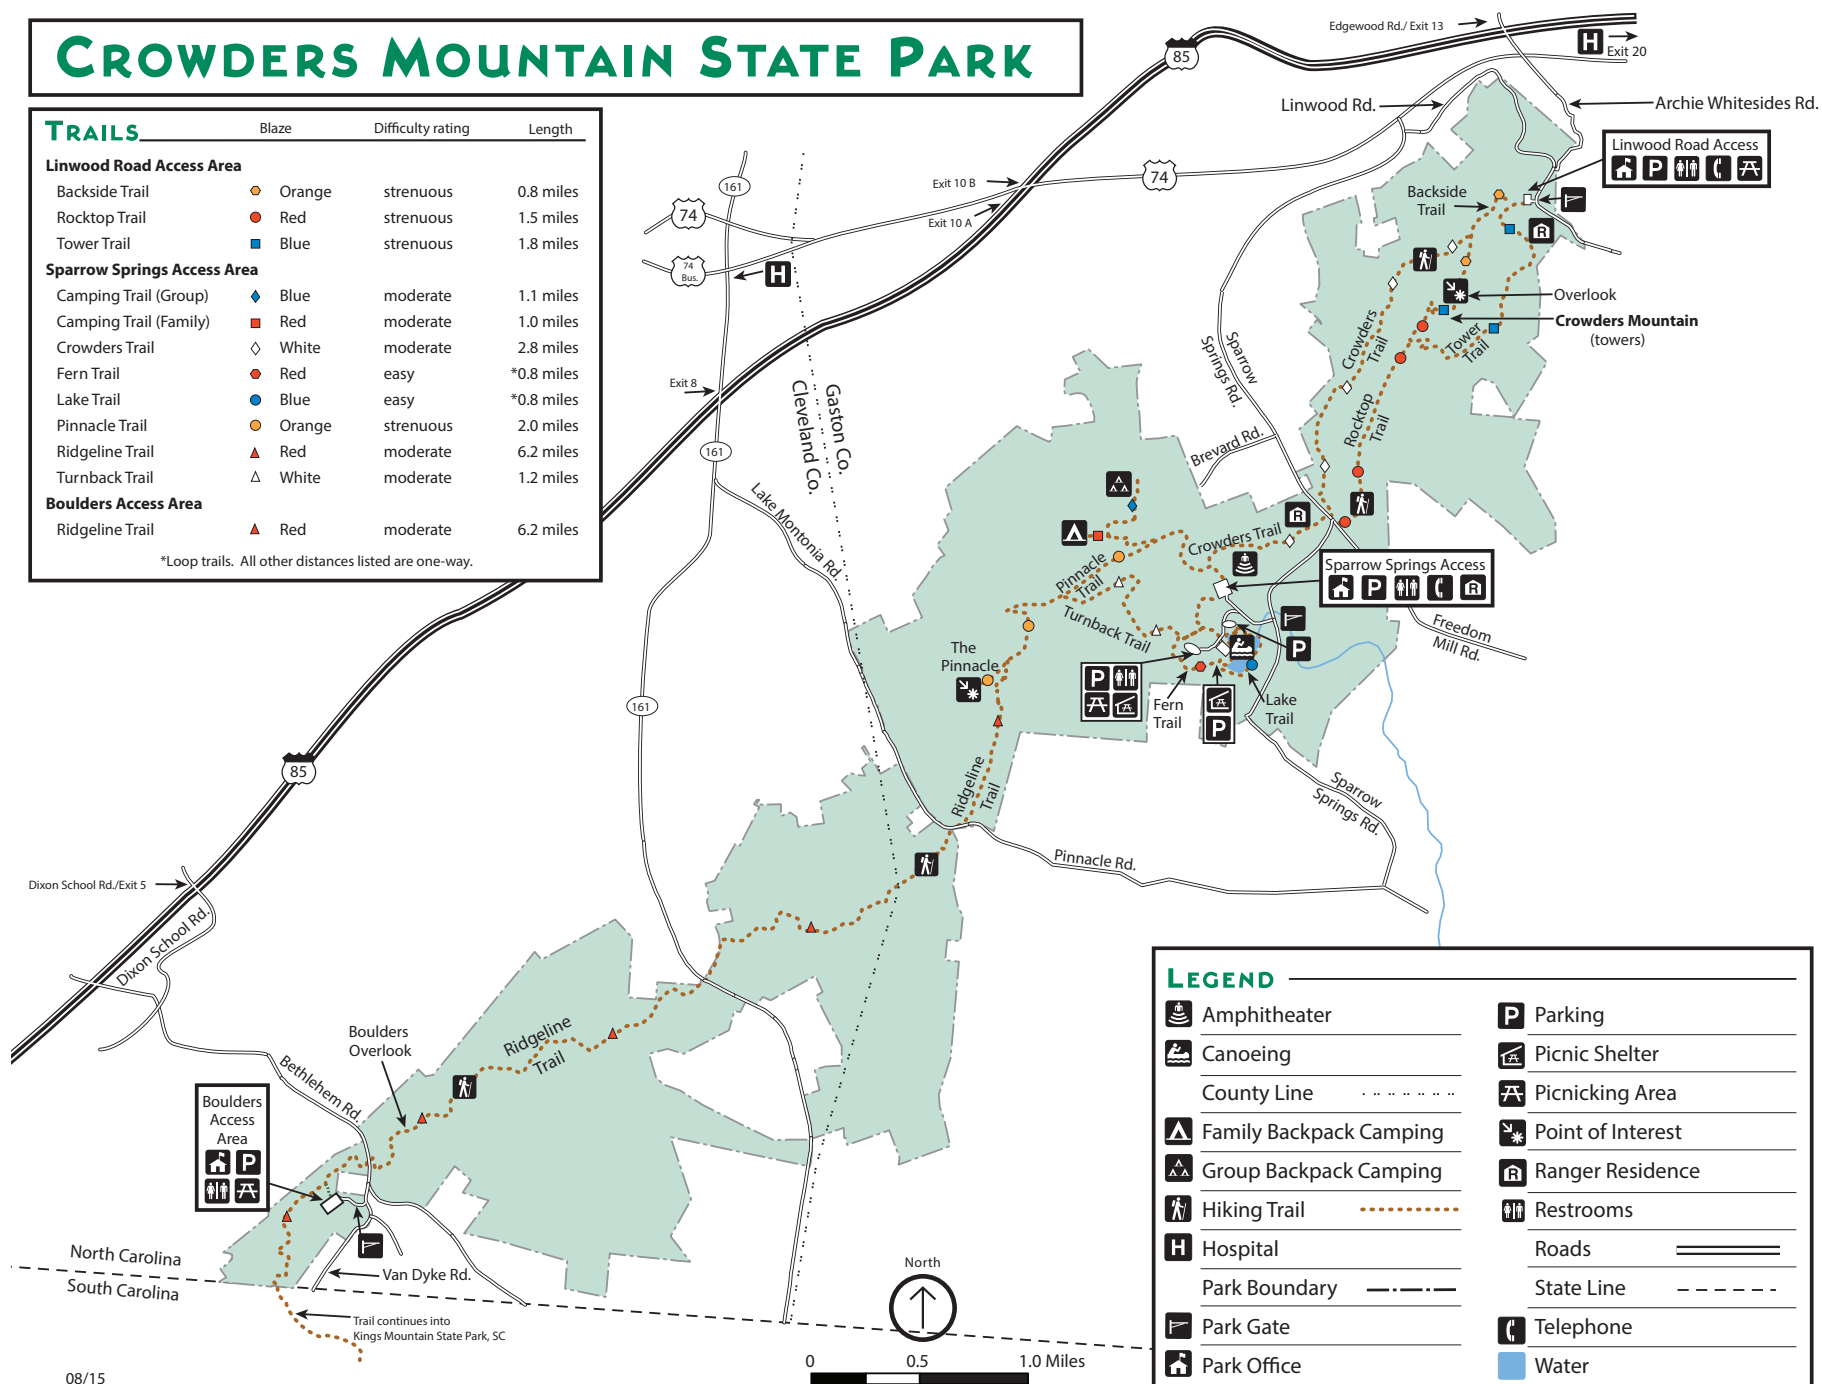 CROWDERS MOUNTAIN STATE PARK
TRAILS Blaze Difficulty rating Length
Linwood Road Access Area
Backside Trail Orange strenuous 0.8 miles
Rocktop Trail Red strenuous 1.5 miles
Tower Trail Blue strenuous 1.8 miles
Sparrow Springs Access Area
Camping Trail (Group) Blue moderate 1.1 miles
Camping Trail (Family) Red moderate 1.0 miles
Crowders Trail White moderate 2.8 miles
Fern Trail Red easy *0.8 miles
Lake Trail Blue easy *0.8 miles
Pinnacle Trail Orange strenuous 2.0 miles
Ridgeline Trail Red moderate 6.2 miles
Turnback Trail White moderate 1.2 miles
Boulders Access Area
Ridgeline Trail Red moderate 6.2 miles
*Loop trails. All other distances listed are one-way.
Edgewood Rd./ Exit 13
H
Exit 20
85
Linwood Rd.
Archie Whitesides Rd.
Linwood Road Access
P
74
Exit 10 B
Exit 10 A
161
74
74
Bus.
H
Backside
Trail
R
Overlook
Crowders Mountain
(towers)
Tower
Trail
Crowders
Trail
Rocktop
Trail
Sparrow
Springs Rd.
Brevard Rd.
Exit 8
Gaston Co.
Cleveland Co.
161
Lake Montonia Rd.
R
Crowders Trail
Sparrow Springs Access
P R
Pinnacle
Trail
Turnback Trail
Freedom
Mill Rd.
P
The
Pinnacle
P
Fern
Trail
P
Lake
Trail
161
85
Ridgeline
Trail
Sparrow
Springs Rd.
Pinnacle Rd.
Dixon School Rd./Exit 5
Dixon School Rd.
Boulders
Overlook
Ridgeline
Trail
Bethlehem Rd.
Boulders
Access
Area
P
North Carolina
South Carolina
Van Dyke Rd.
Trail continues into
Kings Mountain State Park, SC
North
0 0.5 1.0 Miles
08/15
LEGEND
Amphitheater
Canoeing
County Line
Family Backpack Camping
Group Backpack Camping
Hiking Trail
H Hospital
Park Boundary
Park Gate
Park Office
P Parking
Picnic Shelter
Picnicking Area
Point of Interest
R Ranger Residence
Restrooms
Roads
State Line
Telephone
Water